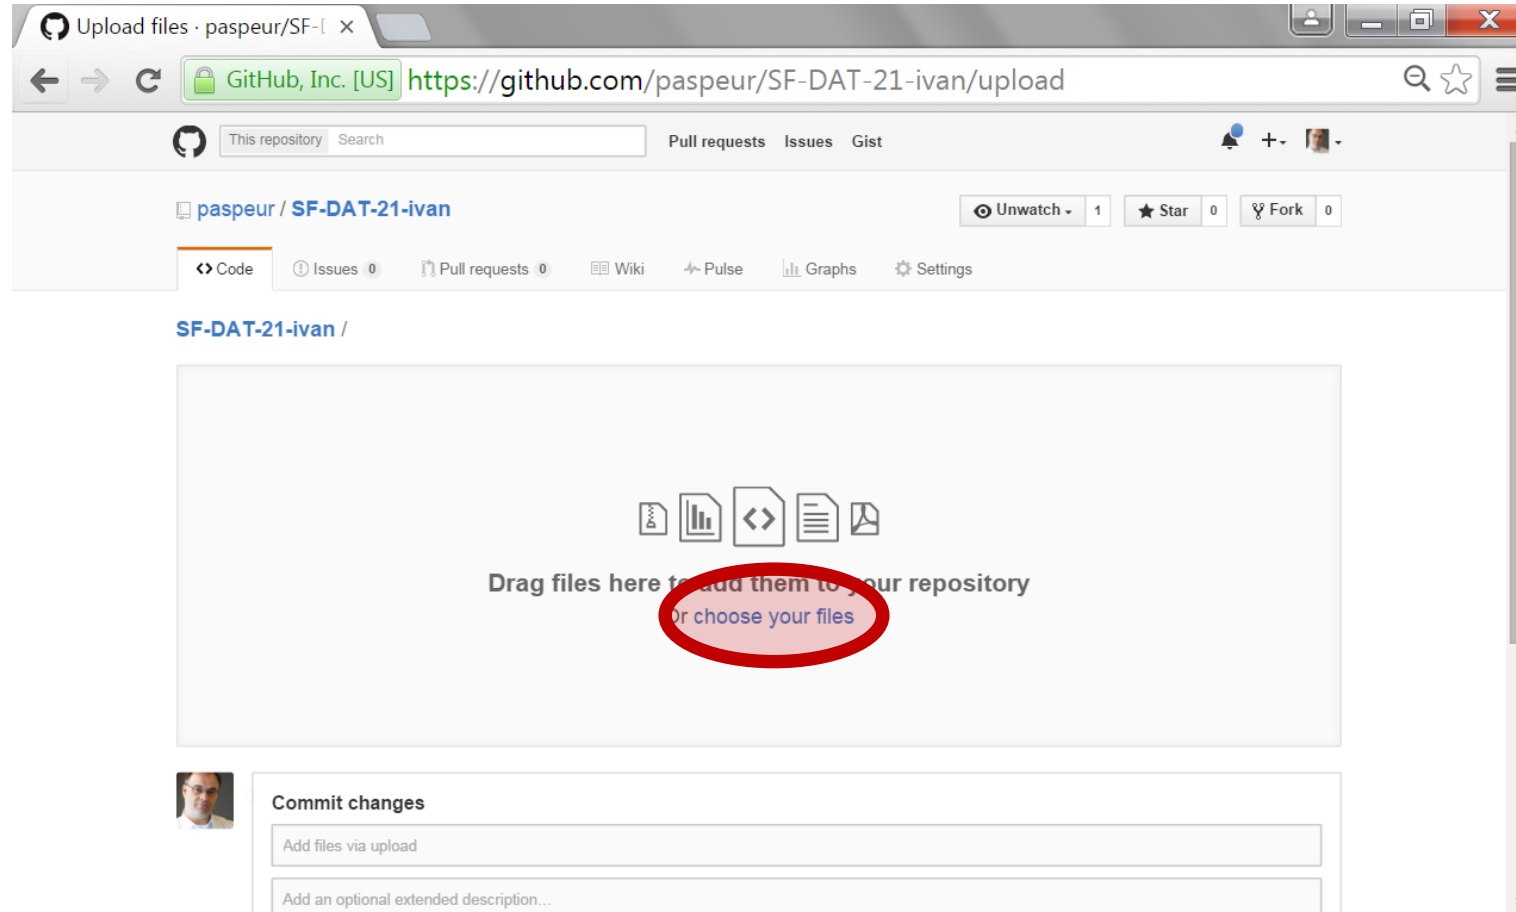 Upload files · paspeur/SF-[
GitHub, Inc. [US] https://github.com/paspeur/SF-DAT-21-ivan/upload
This repository Search Pull requests Issues Gist
paspeur / SF-DAT-21-ivan Unwatch 1 Star 0 Fork 0
Code Issues 0 Pull requests 0 Wiki Pulse Graphs Settings
SF-DAT-21-ivan /
Drag files here to add them to your repository
Or choose your files
Commit changes
Add files via upload
Add an optional extended description...